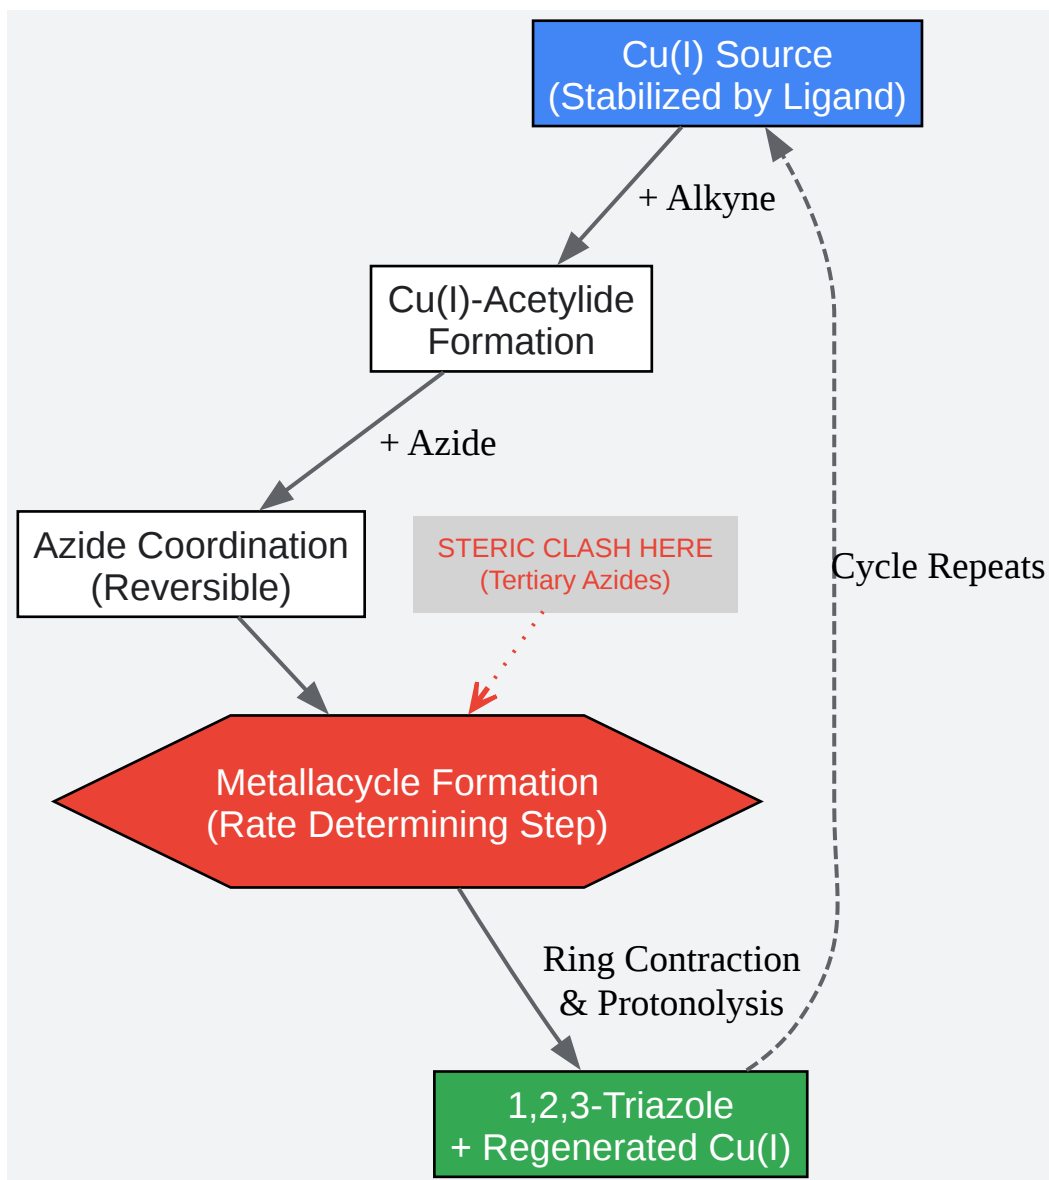 Cu(I) Source
(Stabilized by Ligand)
+ Alkyne
Cu(I)-Acetylide
Formation
+ Azide
Azide Coordination
(Reversible)
STERIC CLASH HERE
(Tertiary Azides)
Cycle Repeats
Metallacycle Formation
(Rate Determining Step)
Ring Contraction
& Protonolysis
1,2,3-Triazole
+ Regenerated Cu(I)